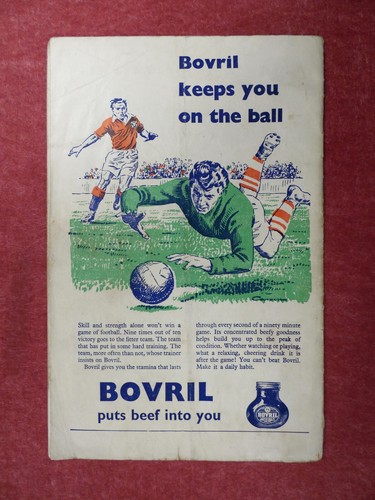 Bovril
keeps you
on the ball
Skill and strength alone won't win a
game of football. Nine times out of ten
victory goes to the fitter team. The team
that has put in some hard training. The
team, more often than not, whose trainer
insists on Bovril.
Bovril gives you the stamina that lasts
through every second of a ninety minute
game. Its concentrated beefy goodness
helps build you up to the peak of
condition. Whether watching or playing,
what a relaxing, cheering drink it is
after the game! You can't beat Bovril.
Make it a daily habit.
BOVRIL
puts beef into you
BOVRIL